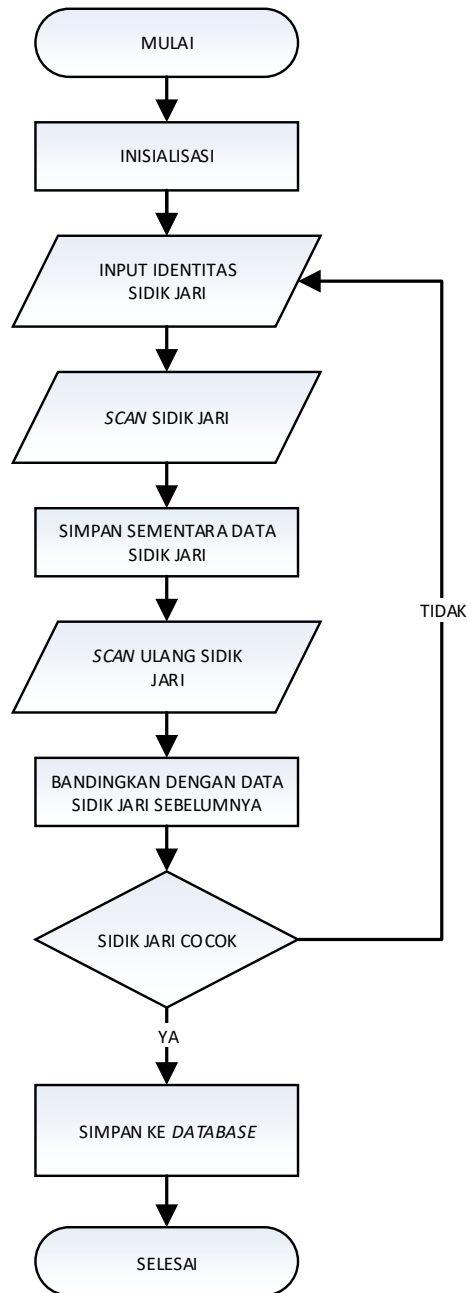 MULAI
INISIALISASI
INPUT IDENTITAS
SIDIK JARI
SCAN SIDIK JARI
SIMPAN SEMENTARA DATA
SIDIK JARI
TIDAK
SCAN ULANG SIDIK
JARI
BANDINGKAN DENGAN DATA
SIDIK JARI SEBELUMNYA
SIDIK JARI COCOK
YA
SIMPAN KE DATABASE
SELESAI